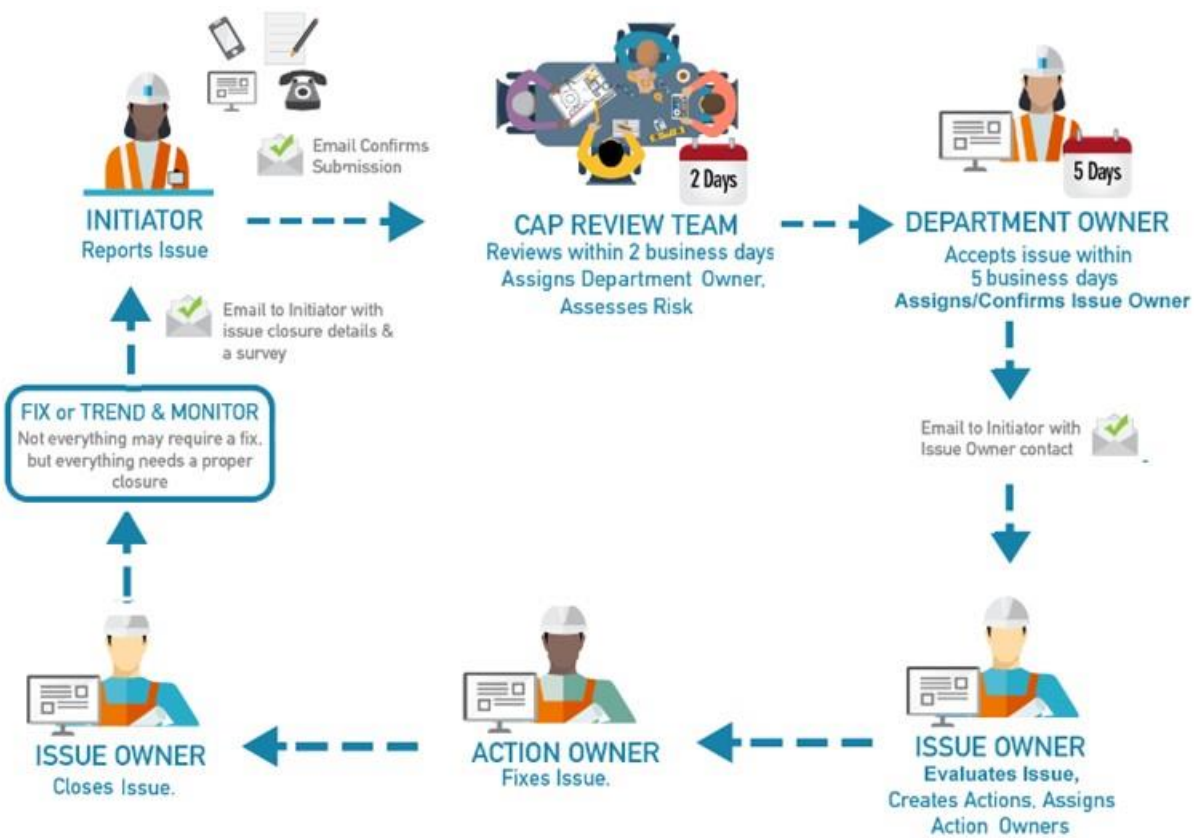 Email Confirms
Submission
INITIATOR
Reports Issue
2 Days
CAP REVIEW TEAM
Reviews within 2 business days
Assigns Department Owner,
Assesses Risk
5 Days
DEPARTMENT OWNER
Accepts issue within
5 business days
Assigns/Confirms Issue Owner
Email to Initiator with
Issue Owner contact
ISSUE OWNER
Evaluates Issue,
Creates Actions, Assigns
Action Owners
ACTION OWNER
Fixes Issue.
ISSUE OWNER
Closes Issue.
FIX or TREND & MONITOR
Not everything may require a fix,
but everything needs a proper
closure
Email to Initiator with
issue closure details &
a survey